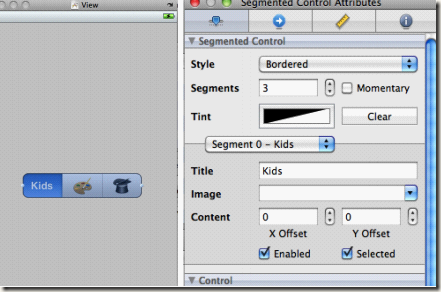 View
Segmented Control Attributes
Segmented Control
Style Bordered
Segments 3 Momentary
Tint Clear
Segment 0 – Kids
Title Kids
Image
Content 0 0
X Offset Y Offset
Enabled Selected
Control
Kids